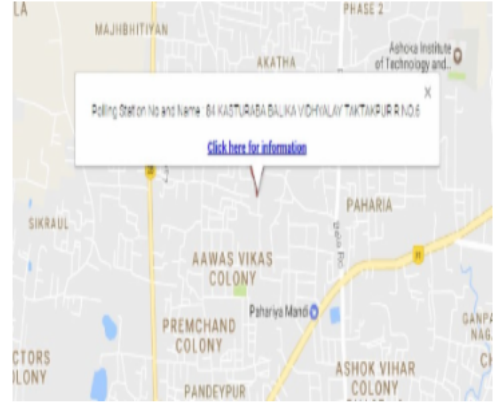 LA
PHASE 2
MAJHBHITIYAN
Ashoka Institute
of Technology and...
AKATHA
×
Polling Station No and Name : 84 KASTURABA BALIKA VIDHYALAY TAKTAKPUR R.NO.6
Click here for information
SIKRAUL
PAHARIA
AAWAS VIKAS
COLONY
Pahariya Mandi
PREMCHAND
COLONY
GANPA
NAG
CTORS
LONY
ASHOK VIHAR
COLONY
PANDEYPUR